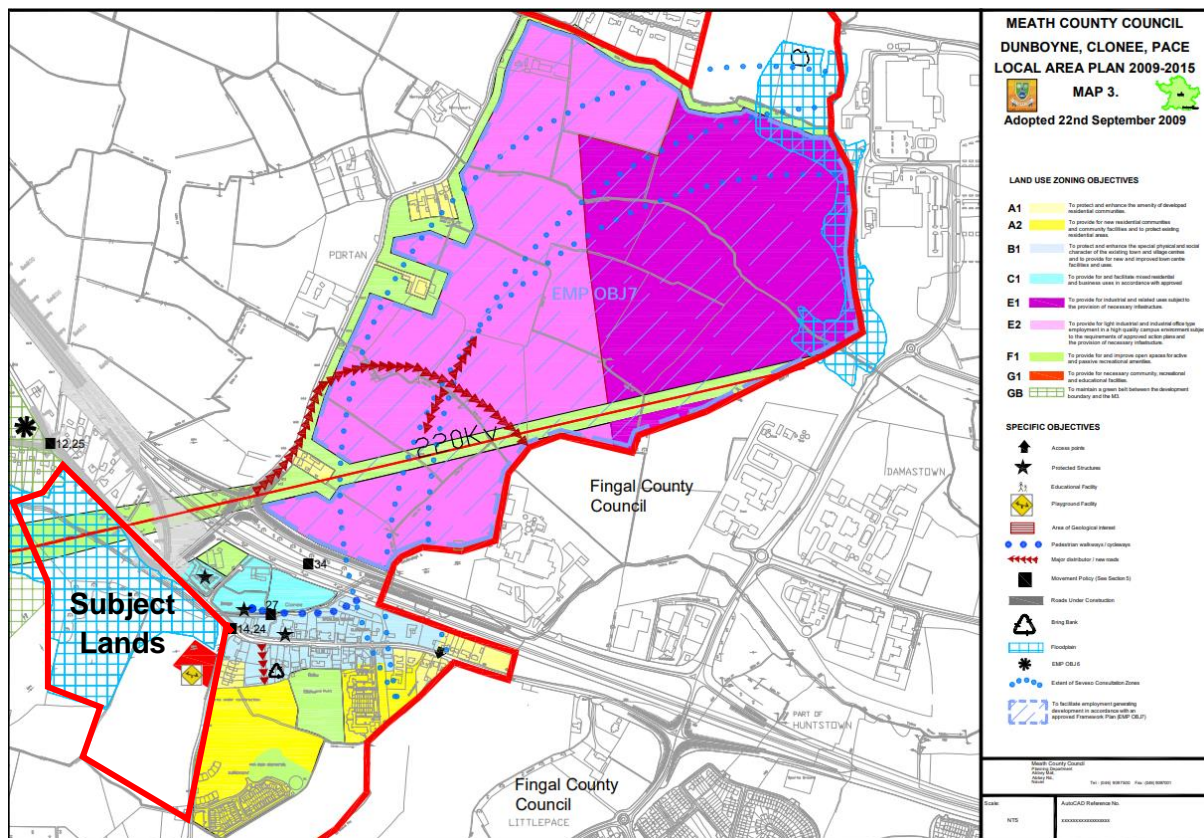 MEATH COUNTY COUNCIL
DUNBOYNE, CLONEE, PACE
LOCAL AREA PLAN 2009-2015
MAP 3.
Adopted 22nd September 2009
LAND USE ZONING OBJECTIVES
A1 To protect and enhance the amenity of developed
residential communities.
A2 To provide for new residential communities
and community facilities and to protect existing
residential areas.
B1 To protect and enhance the special physical and social
character of the existing town and village centres
and to provide for new and improved town centre
facilities and uses.
C1 To provide for and facilitate mixed residential
and business uses in accordance with approved
E1 To provide for industrial and related uses subject to
the provision of necessary infrastructure.
E2 To provide for light industrial and industrial office type
employment in a high quality campus environment subject
to the requirements of approved action plans and
the provision of necessary infrastructure.
F1 To provide for and improve open spaces for active
and passive recreational amenities.
G1 To provide for necessary community, recreational
and educational facilities.
GB To maintain a green belt between the development
boundary and the M3.
SPECIFIC OBJECTIVES
Access points
Protected Structures
Educational Facility
Playground Facility
Area of Geological interest
Pedestrian walkways / cycleways
Major distributor / new roads
Movement Policy (See Section 5)
Roads Under Construction
Bring Bank
Floodplain
EMP OBJ 6
Extent of Seveso Consultation Zones
To facilitate employment generating
development in accordance with an
approved Framework Plan (EMP OBJ7)
Meath County Council
Planning Department
Abbey Mall,
Abbey Rd,
Navan
Scale:
NTS
AutoCAD Reference No.
PORTAN
EMP OBJ7
220KV
12,25
34
27
14,24
Clonee
Subject
Lands
Fingal County
Council
DAMASTOWN
PART OF
HUNTSTOWN
Fingal County
Council
LITTLEPACE